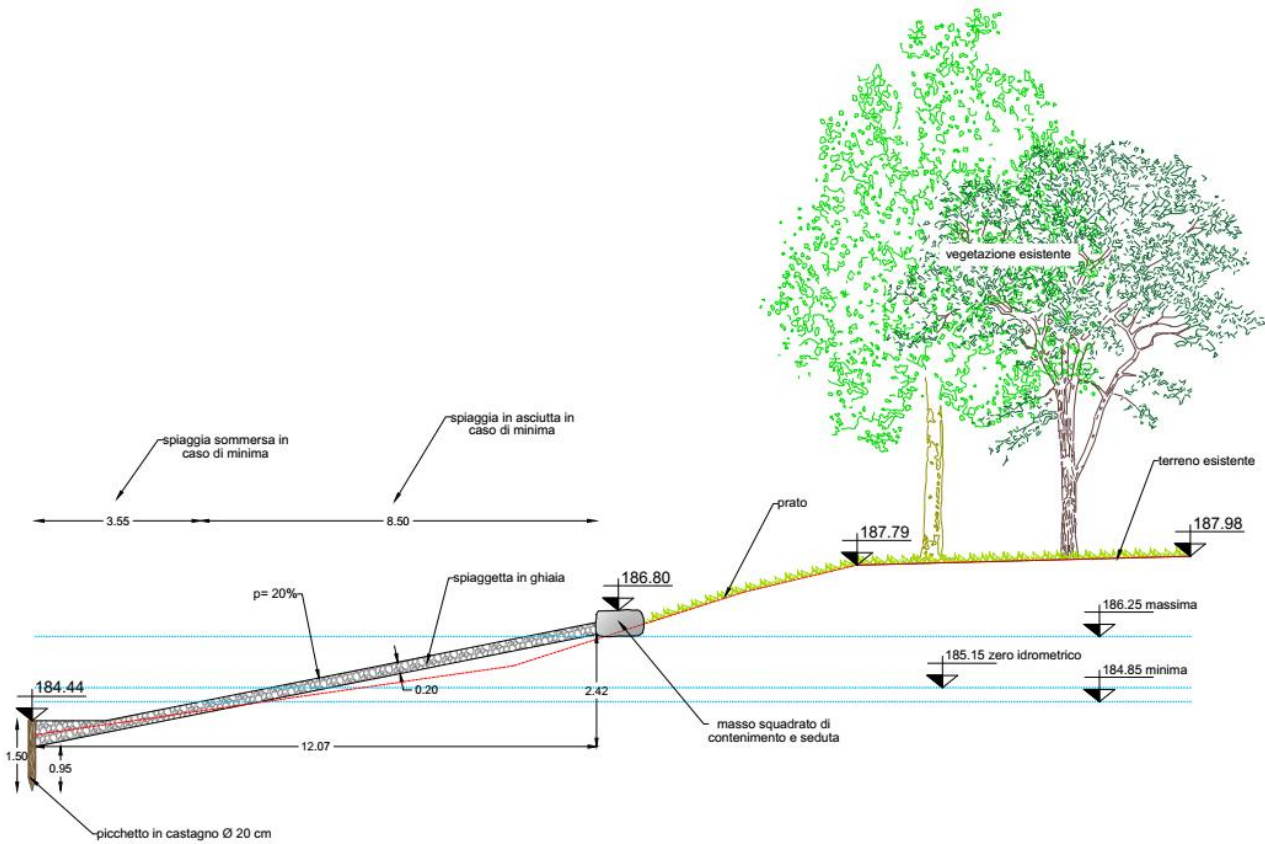 vegetazione esistente
spiaggia in asciutta in
caso di minima
spiaggia sommersa in
caso di minima
terreno esistente
prato
3.55
8.50
187.79
187.98
spiaggetta in ghiaia
186.80
p= 20%
186.25 massima
185.15 zero idrometrico
184.85 minima
184.44
0.20
2.42
masso squadrato di
contenimento e seduta
12.07
1.50
0.95
picchetto in castagno Ø 20 cm